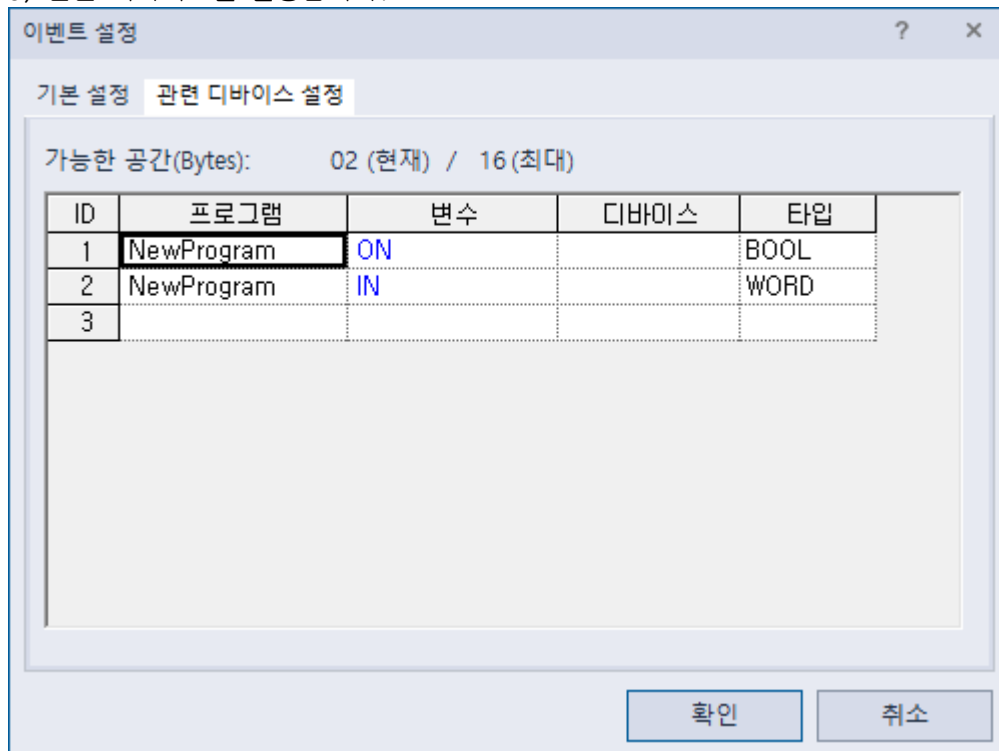 이벤트 설정 ? ×
기본 설정 관련 디바이스 설정
가능한 공간(Bytes): 02 (현재) / 16(최대)
ID 프로그램 변수 디바이스 타입
1 NewProgram ON BOOL
2 NewProgram IN WORD
3
확인 취소